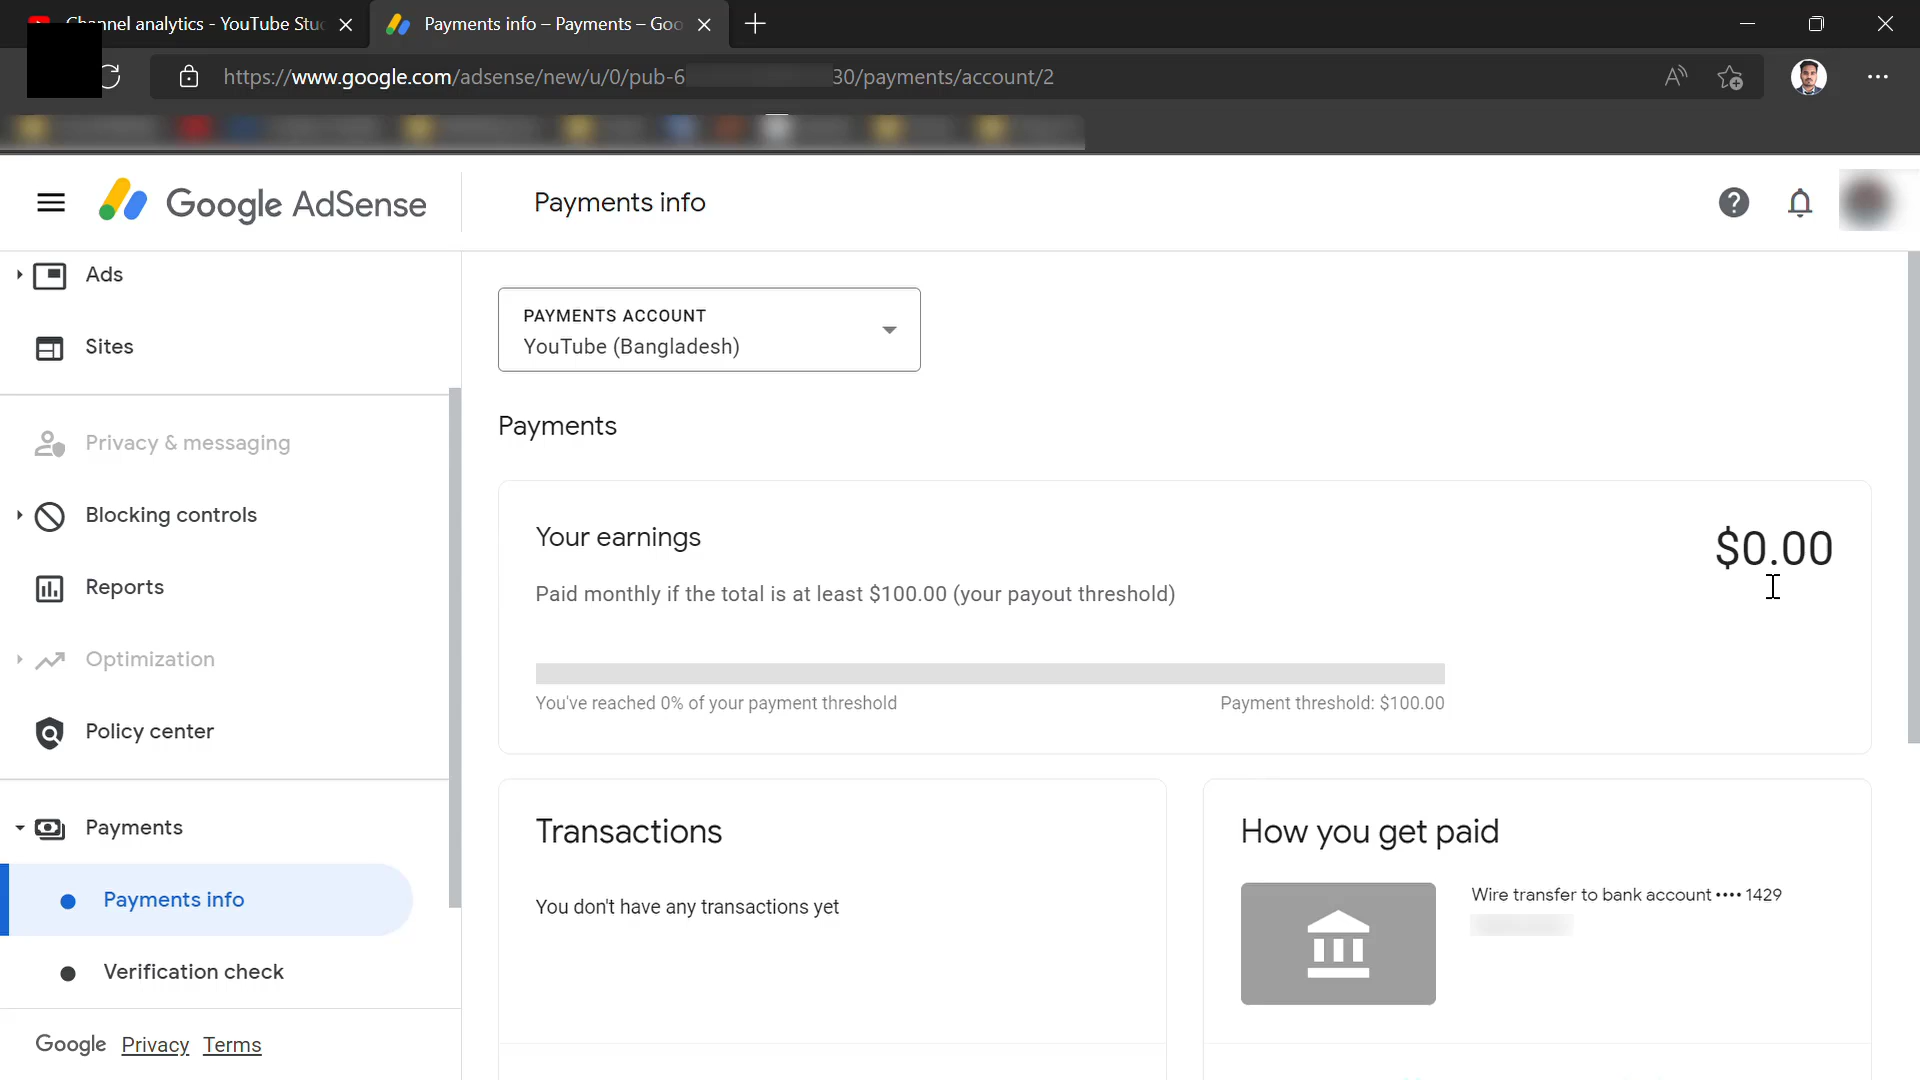 Channel analytics - YouTube Stu
Payments info – Payments – Goo
https://www.google.com/adsense/new/u/0/pub-6 30/payments/account/2
Google AdSense
Payments info
Ads
Sites
Privacy & messaging
Blocking controls
Reports
Optimization
Policy center
Payments
Payments info
Verification check
Google Privacy Terms
PAYMENTS ACCOUNT
YouTube (Bangladesh)
Payments
Your earnings
$0.00
Paid monthly if the total is at least $100.00 (your payout threshold)
You've reached 0% of your payment threshold
Payment threshold: $100.00
Transactions
You don't have any transactions yet
How you get paid
Wire transfer to bank account •••• 1429